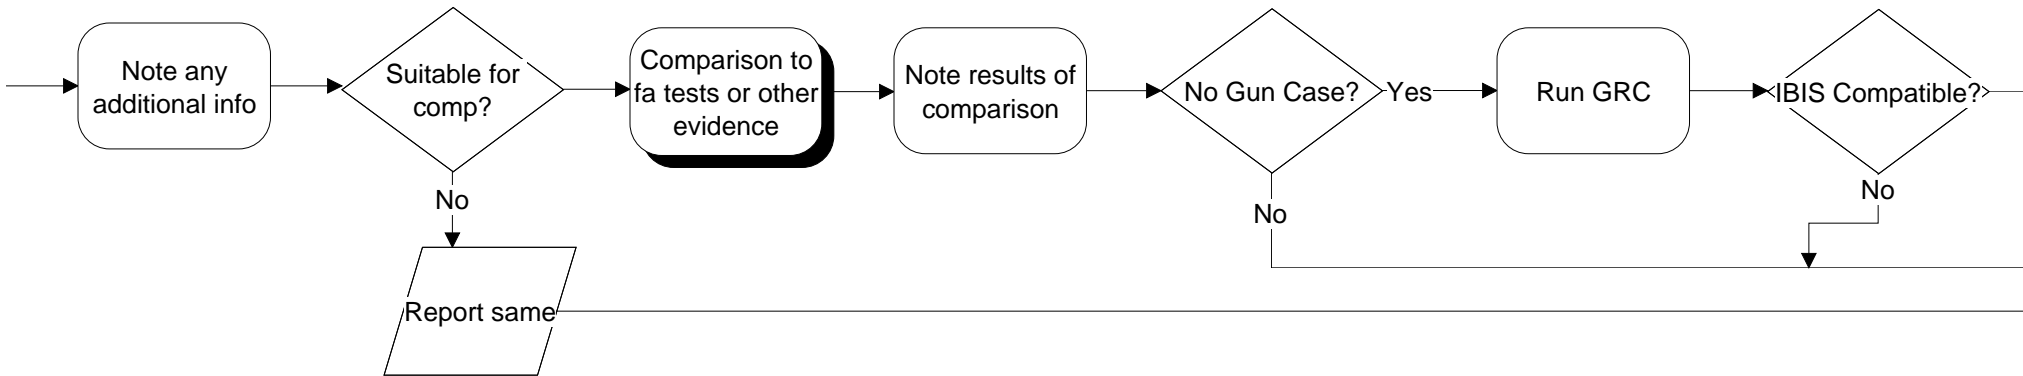 Note any
additional info
Suitable for
comp?
Comparison to
fa tests or other
evidence
Note results of
comparison
No Gun Case?
Yes
Run GRC
IBIS Compatible?
No
No
No
Report same